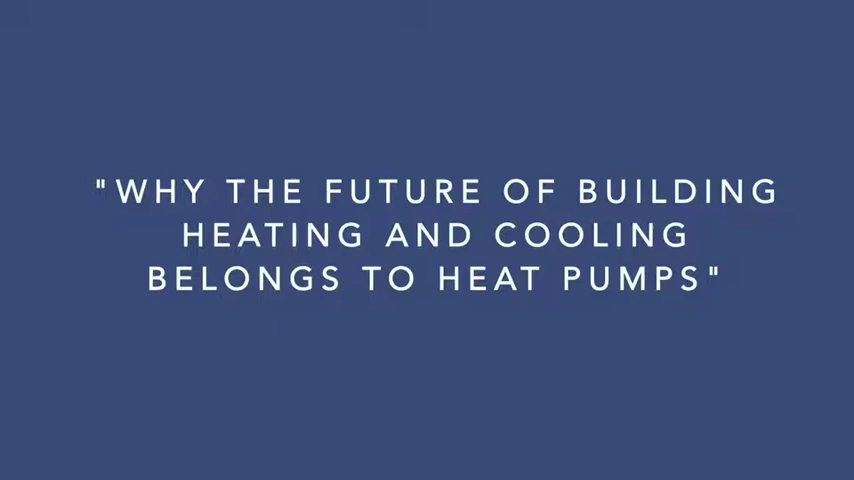 "WHY THE FUTURE OF BUILDING
HEATING AND COOLING
BELONGS TO HEAT PUMPS"